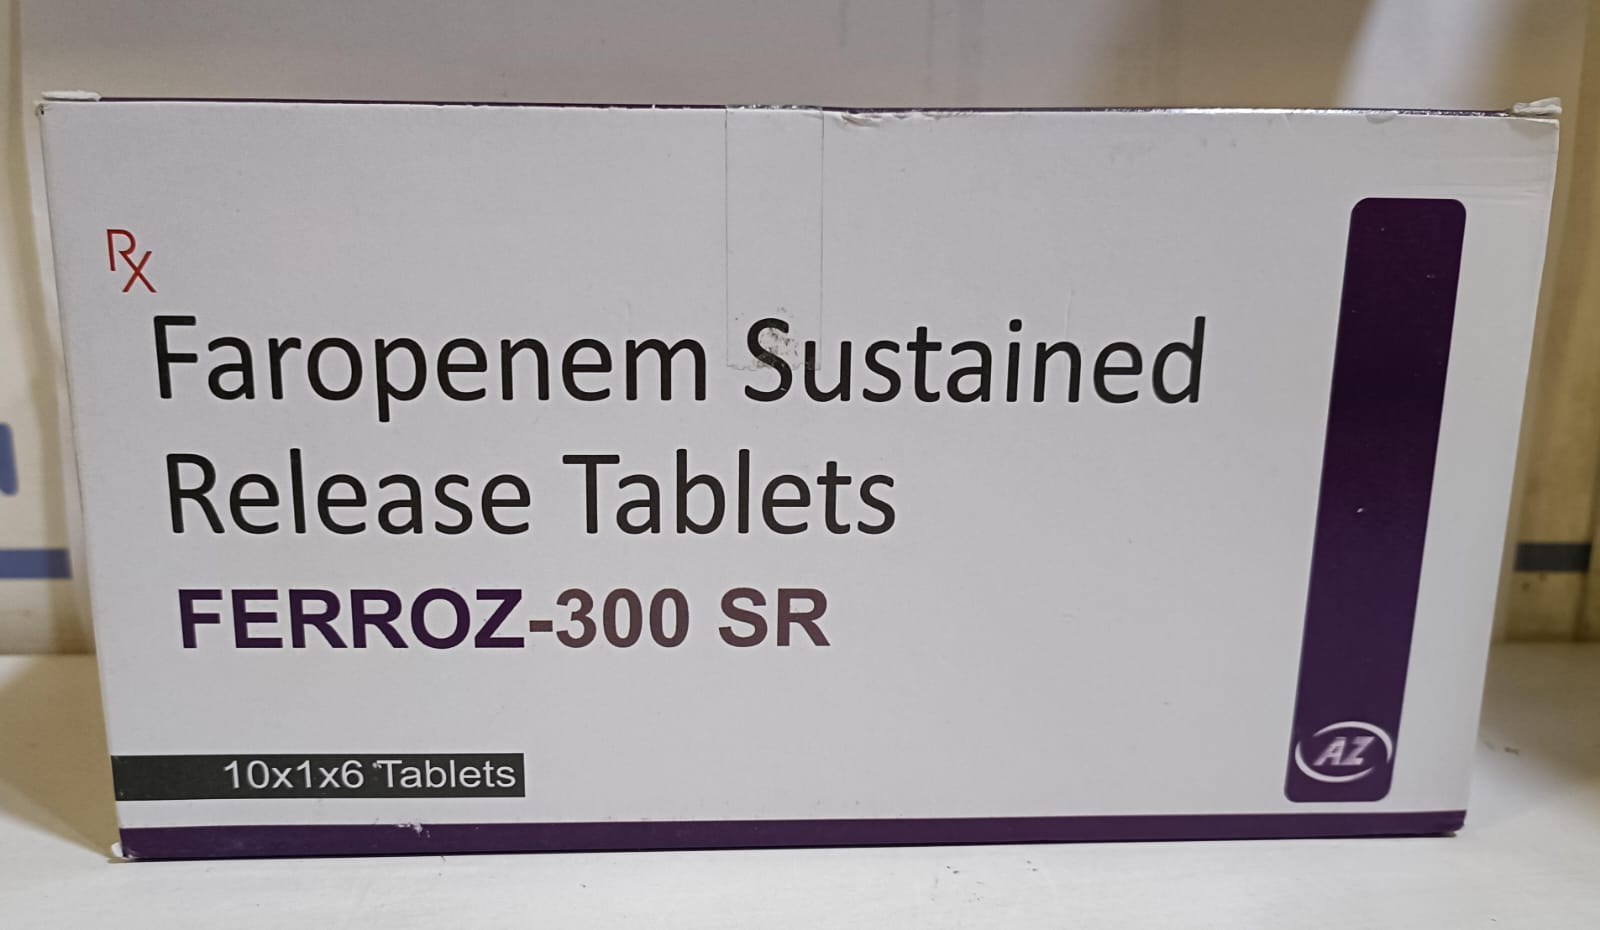 Rx
Faropenem Sustained
Release Tablets
FERROZ-300 SR
10x1x6 Tablets
AZ